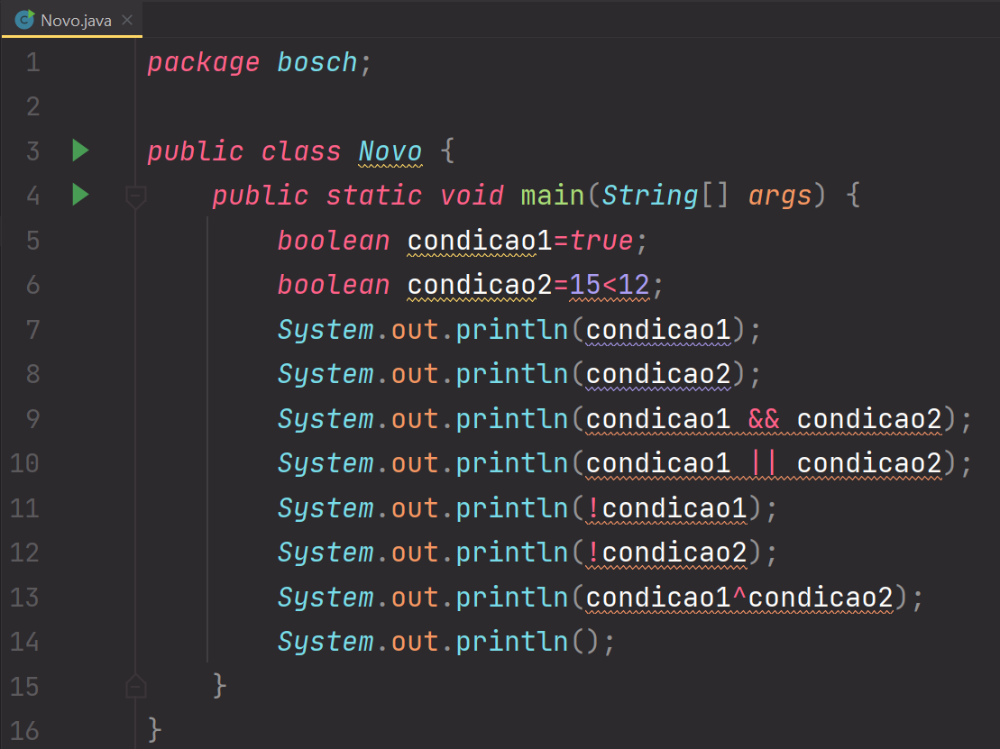 Novo.java
1 package bosch;
2
3 public class Novo {
4 public static void main(String[] args) {
5 boolean condicao1=true;
6 boolean condicao2=15<12;
7 System.out.println(condicao1);
8 System.out.println(condicao2);
9 System.out.println(condicao1 && condicao2);
10 System.out.println(condicao1 || condicao2);
11 System.out.println(!condicao1);
12 System.out.println(!condicao2);
13 System.out.println(condicao1^condicao2);
14 System.out.println();
15 }
16 }